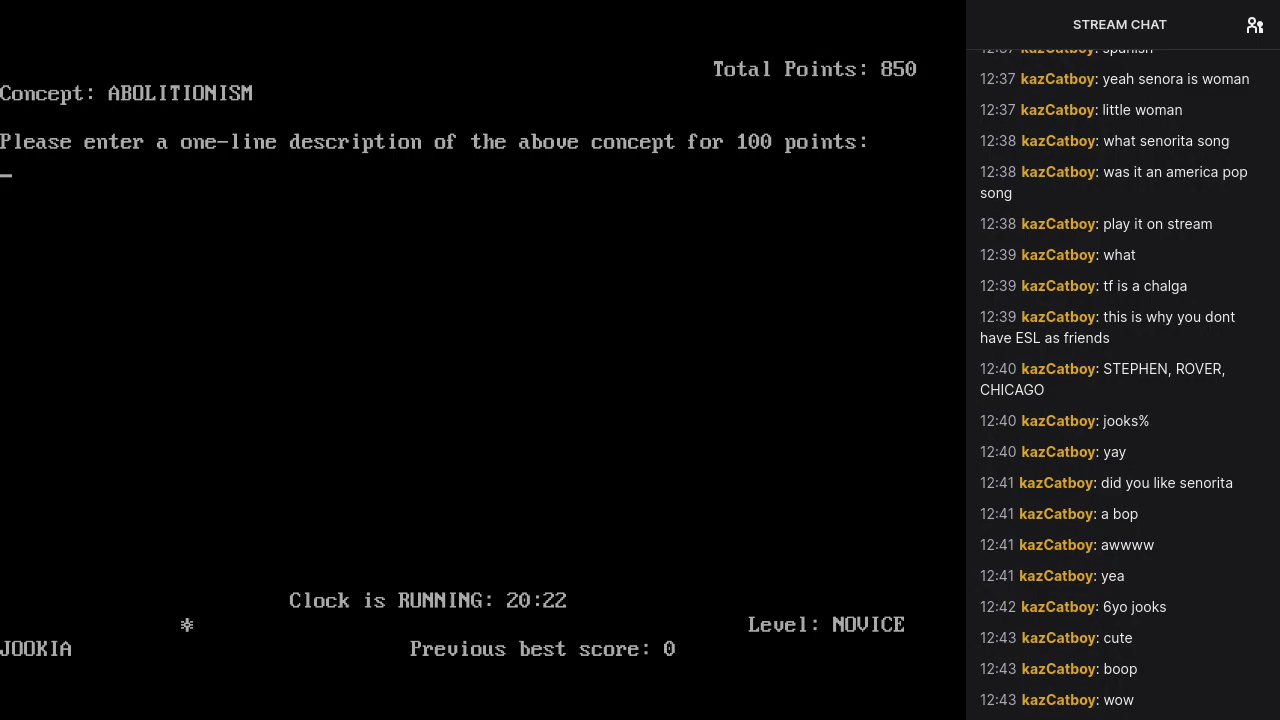 Total Points: 850
Concept: ABOLITIONISM
Please enter a one-line description of the above concept for 100 points:
_
Clock is RUNNING: 20:22
*
Level: NOVICE
JOOKIA
Previous best score: 0
STREAM CHAT
12:37 kazCatboy: spanish
12:37 kazCatboy: yeah senora is woman
12:37 kazCatboy: little woman
12:38 kazCatboy: what senorita song
12:38 kazCatboy: was it an america pop
song
12:38 kazCatboy: play it on stream
12:39 kazCatboy: what
12:39 kazCatboy: tf is a chalga
12:39 kazCatboy: this is why you dont
have ESL as friends
12:40 kazCatboy: STEPHEN, ROVER,
CHICAGO
12:40 kazCatboy: jooks%
12:40 kazCatboy: yay
12:41 kazCatboy: did you like senorita
12:41 kazCatboy: a bop
12:41 kazCatboy: awwww
12:41 kazCatboy: yea
12:42 kazCatboy: 6yo jooks
12:43 kazCatboy: cute
12:43 kazCatboy: boop
12:43 kazCatboy: wow